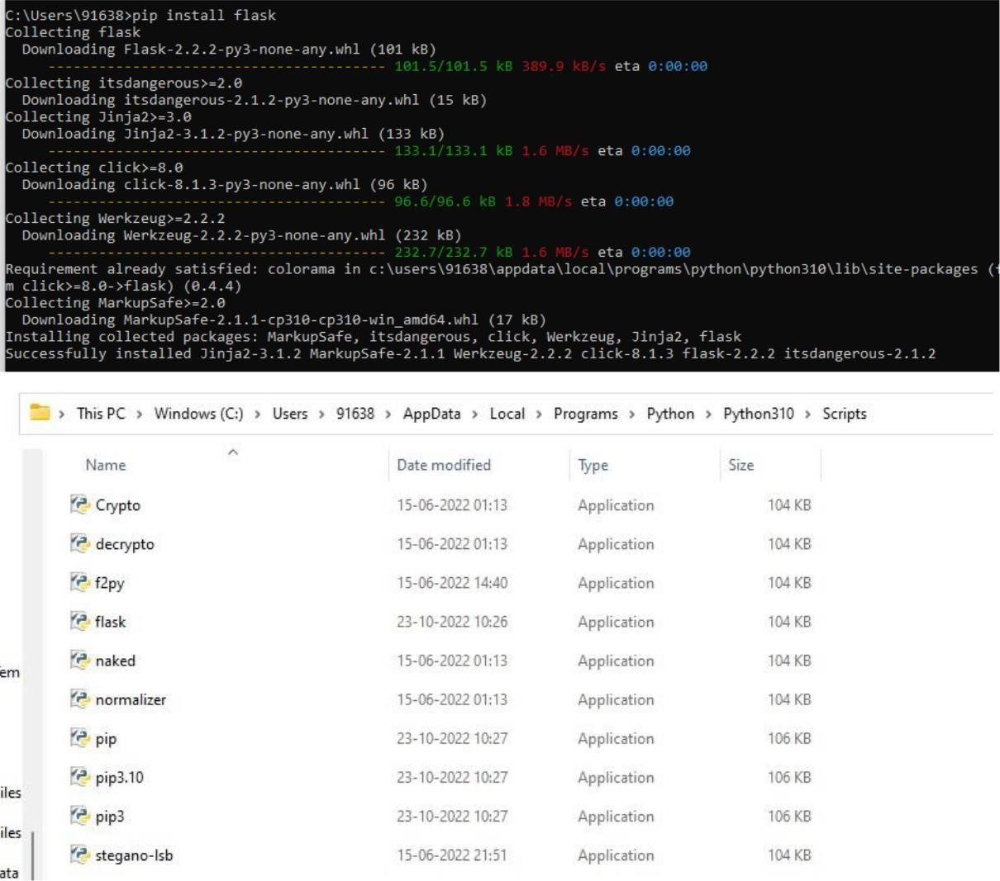 C:\Users\91638>pip install flask
Collecting flask
  Downloading Flask-2.2.2-py3-none-any.whl (101 kB)
     ---------------------------------------- 101.5/101.5 kB 389.9 kB/s eta 0:00:00
Collecting itsdangerous>=2.0
  Downloading itsdangerous-2.1.2-py3-none-any.whl (15 kB)
Collecting Jinja2>=3.0
  Downloading Jinja2-3.1.2-py3-none-any.whl (133 kB)
     ---------------------------------------- 133.1/133.1 kB 1.6 MB/s eta 0:00:00
Collecting click>=8.0
  Downloading click-8.1.3-py3-none-any.whl (96 kB)
     ---------------------------------------- 96.6/96.6 kB 1.8 MB/s eta 0:00:00
Collecting Werkzeug>=2.2.2
  Downloading Werkzeug-2.2.2-py3-none-any.whl (232 kB)
     ---------------------------------------- 232.7/232.7 kB 1.6 MB/s eta 0:00:00
Requirement already satisfied: colorama in c:\users\91638\appdata\local\programs\python\python310\lib\site-packages (
m click>=8.0->flask) (0.4.4)
Collecting MarkupSafe>=2.0
  Downloading MarkupSafe-2.1.1-cp310-cp310-win_amd64.whl (17 kB)
Installing collected packages: MarkupSafe, itsdangerous, click, Werkzeug, Jinja2, flask
Successfully installed Jinja2-3.1.2 MarkupSafe-2.1.1 Werkzeug-2.2.2 click-8.1.3 flask-2.2.2 itsdangerous-2.1.2
> This PC > Windows (C:) > Users > 91638 > AppData > Local > Programs > Python > Python310 > Scripts
Name Date modified Type Size
Crypto 15-06-2022 01:13 Application 104 KB
decrypto 15-06-2022 01:13 Application 104 KB
f2py 15-06-2022 14:40 Application 104 KB
flask 23-10-2022 10:26 Application 104 KB
naked 15-06-2022 01:13 Application 104 KB
em
normalizer 15-06-2022 01:13 Application 104 KB
pip 23-10-2022 10:27 Application 106 KB
pip3.10 23-10-2022 10:27 Application 106 KB
iles
pip3 23-10-2022 10:27 Application 106 KB
iles
stegano-lsb 15-06-2022 21:51 Application 104 KB
ata